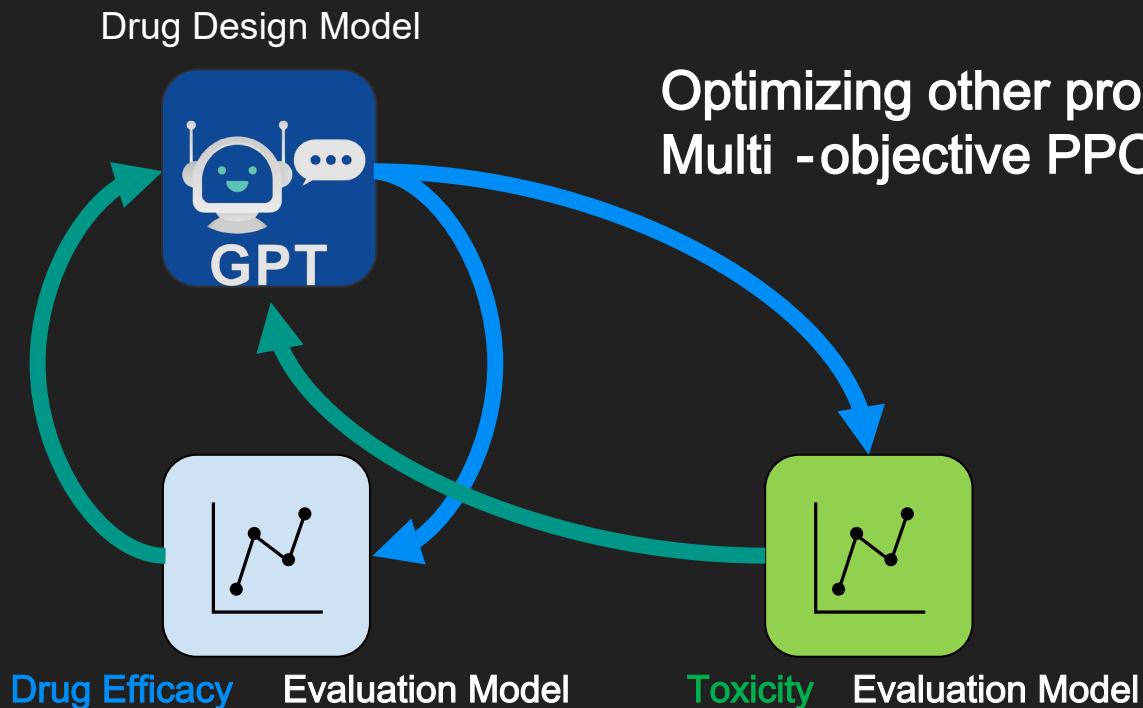 Drug Design Model
Optimizing other pro
Multi -objective PPO
GPT
Drug Efficacy Evaluation Model
Toxicity Evaluation Model